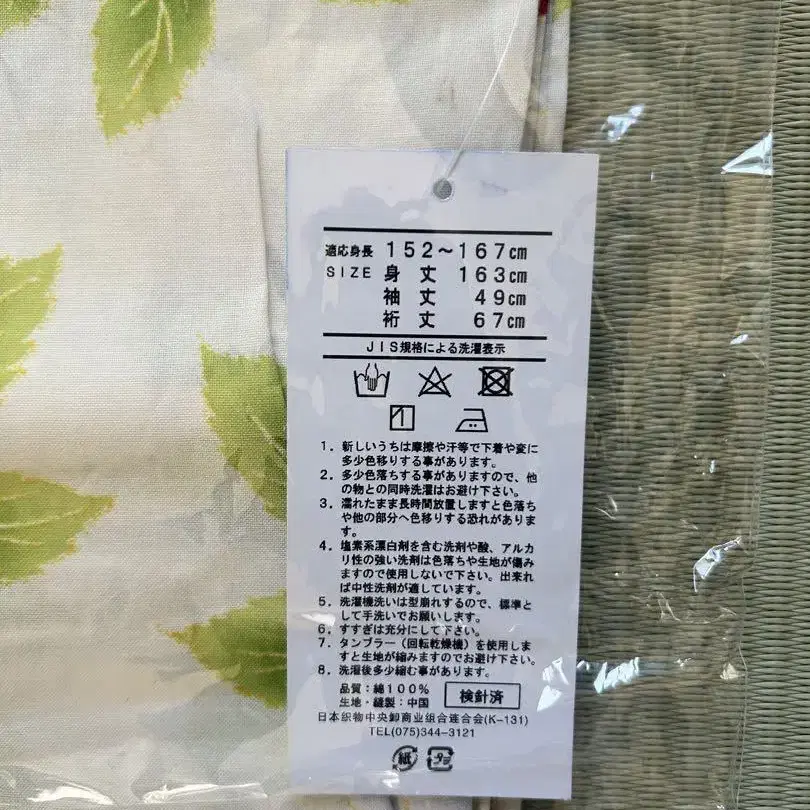 適応身長 152～167cm
SIZE 身丈 163cm
袖丈 49cm
裄丈 67cm
JIS規格による洗濯表示
1. 新しいうちは摩擦や汗等で下着や変に
多少色移りする事があります。
2. 多少色落ちする事がありますので、他
の物との同時洗濯はお避け下さい。
3. 濡れたまま長時間放置しますと色落ち
や他の部分へ色移りする恐れがありま
す。
4. 塩素系漂白剤を含む洗剤や酸、アルカ
リ性の強い洗剤は色落ちや生地が傷み
ますので使用しないで下さい。出来れ
ば中性洗剤が適しています。
5. 洗濯機洗いは型崩れするので、標準と
して手洗いでお願いします。
6. すすぎは充分にして下さい。
7. タンブラー（回転乾燥機）を使用しま
すと生地が縮みますのでお避け下さい。
8. 洗濯後多少縮む事があります。
品質：綿100%
生地・縫製：中国
検針済
日本织物中央卸商业组合連合会(K-131)
TEL(075)344-3121
紙 プラ